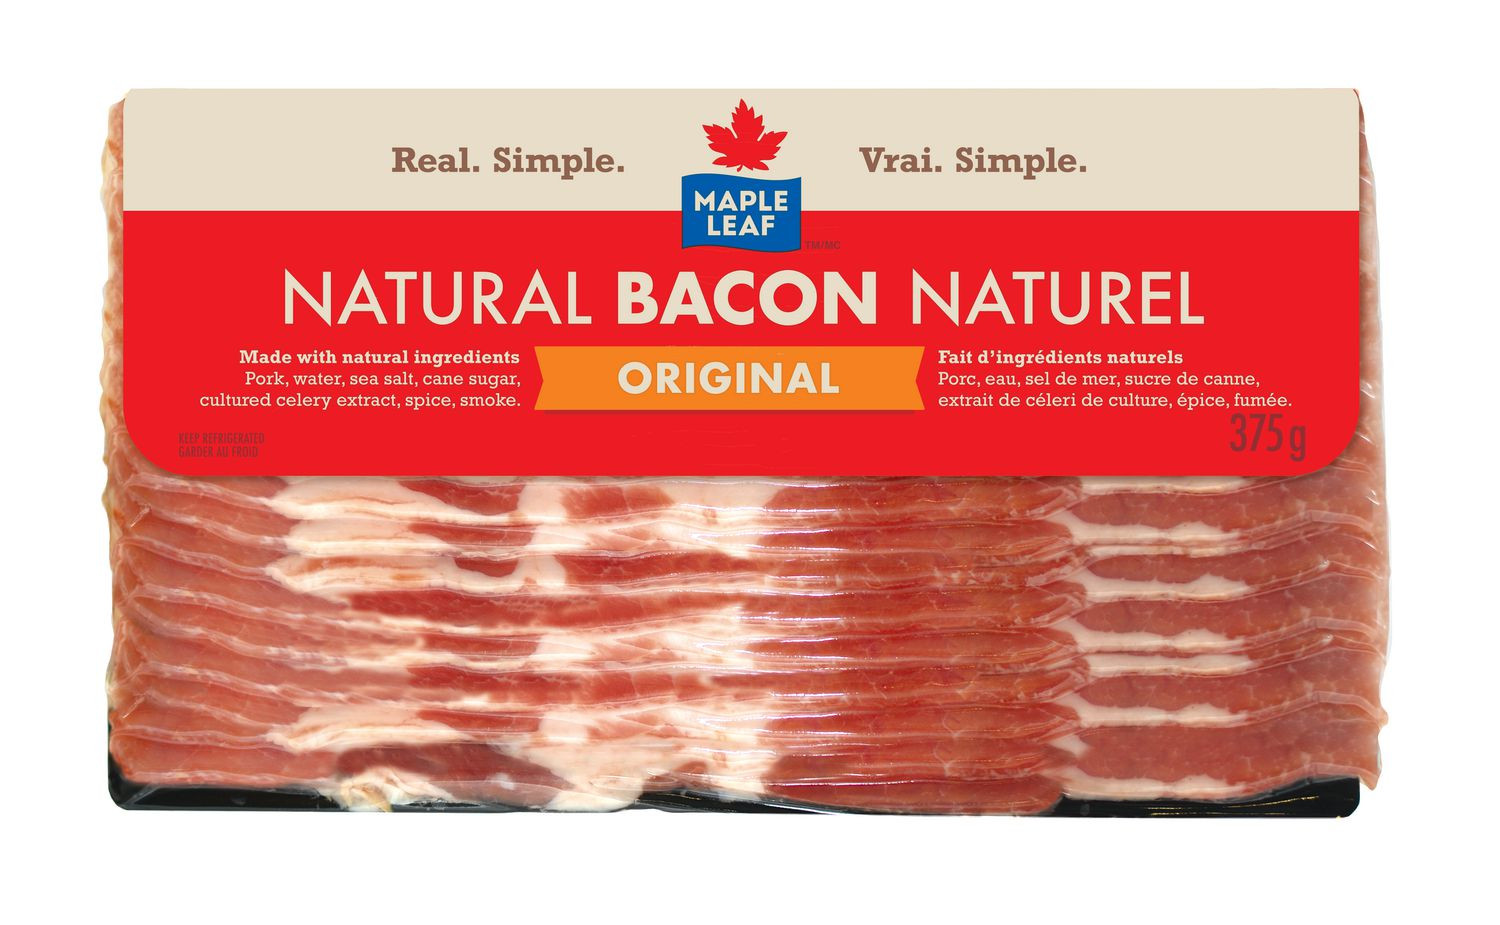 Real. Simple.
MAPLE
LEAF
TM/MC
Vrai. Simple.
NATURAL BACON NATUREL
Made with natural ingredients
Pork, water, sea salt, cane sugar,
cultured celery extract, spice, smoke.
ORIGINAL
Fait d’ingrédients naturels
Porc, eau, sel de mer, sucre de canne,
extrait de céleri de culture, épice, fumée.
KEEP REFRIGERATED
GARDER AU FROID
375 g